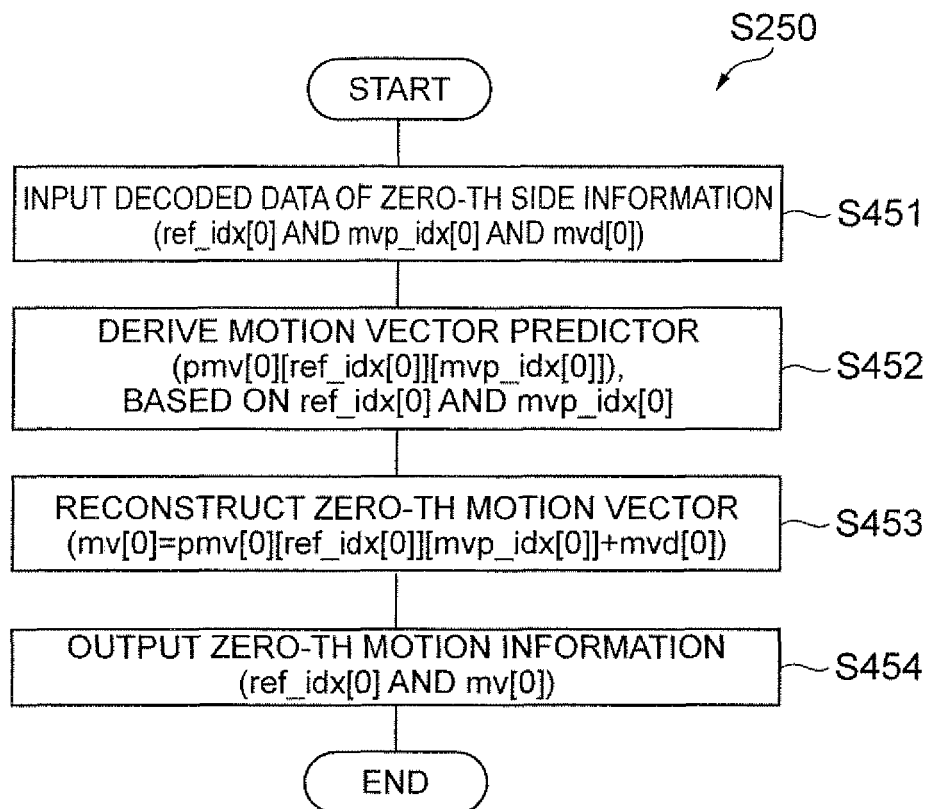 S250
START
INPUT DECODED DATA OF ZERO-TH SIDE INFORMATION
(ref_idx[0] AND mvp_idx[0] AND mvd[0])
S451
DERIVE MOTION VECTOR PREDICTOR
(pmv[0][ref_idx[0]][mvp_idx[0]]),
BASED ON ref_idx[0] AND mvp_idx[0]
S452
RECONSTRUCT ZERO-TH MOTION VECTOR
(mv[0]=pmv[0][ref_idx[0]][mvp_idx[0]]+mvd[0])
S453
OUTPUT ZERO-TH MOTION INFORMATION
(ref_idx[0] AND mv[0])
S454
END